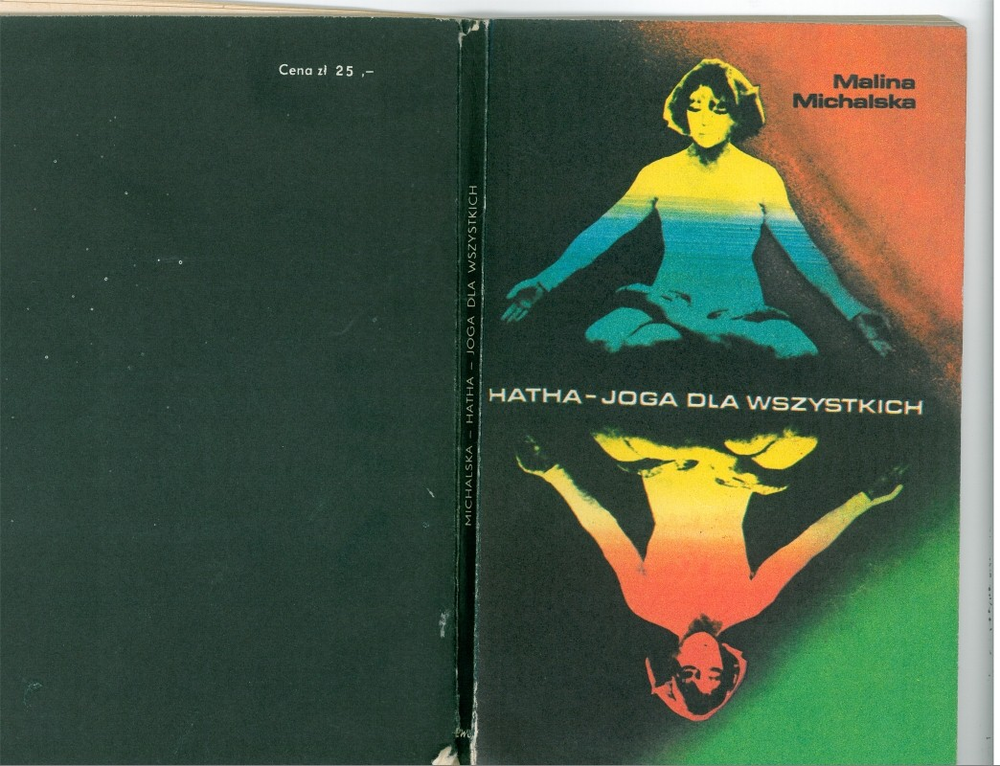 Cena zł 25,-
MICHALSKA - HATHA - JOGA DLA WSZYSTKICH
Malina
Michalska
HATHA-JOGA DLA WSZYSTKICH